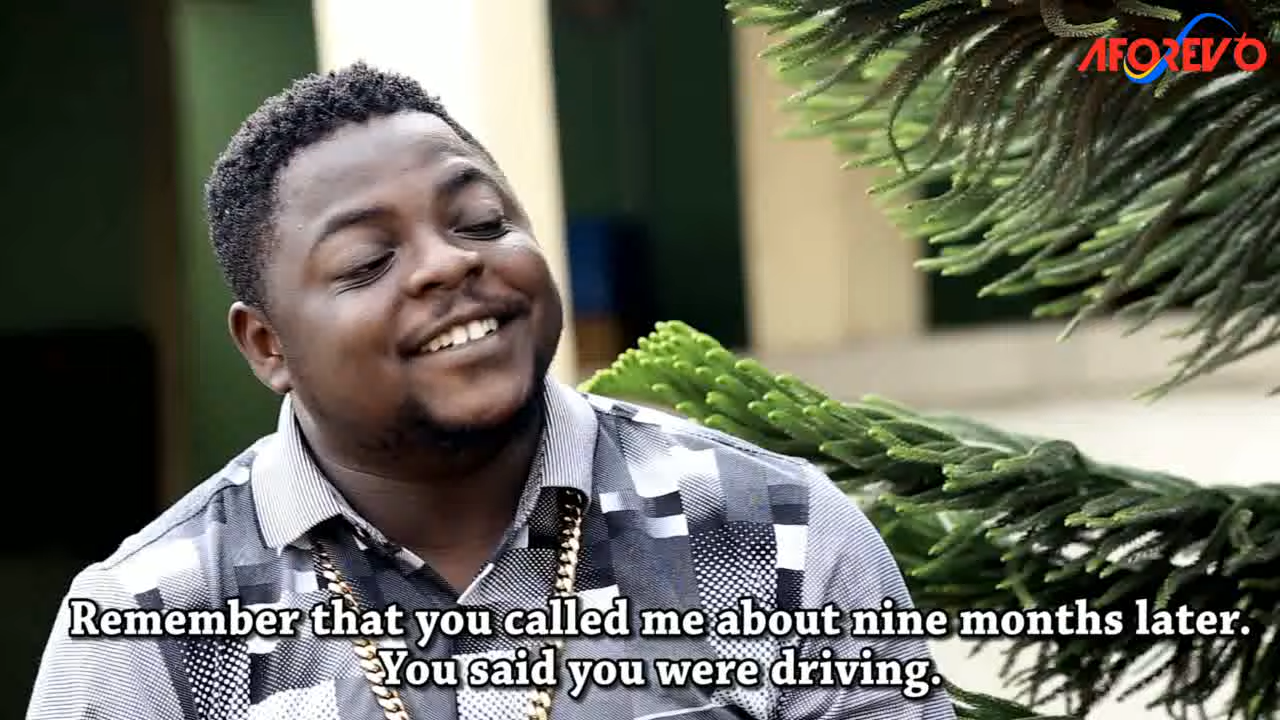 AFOREVO
Remember that you called me about nine months later.
You said you were driving.